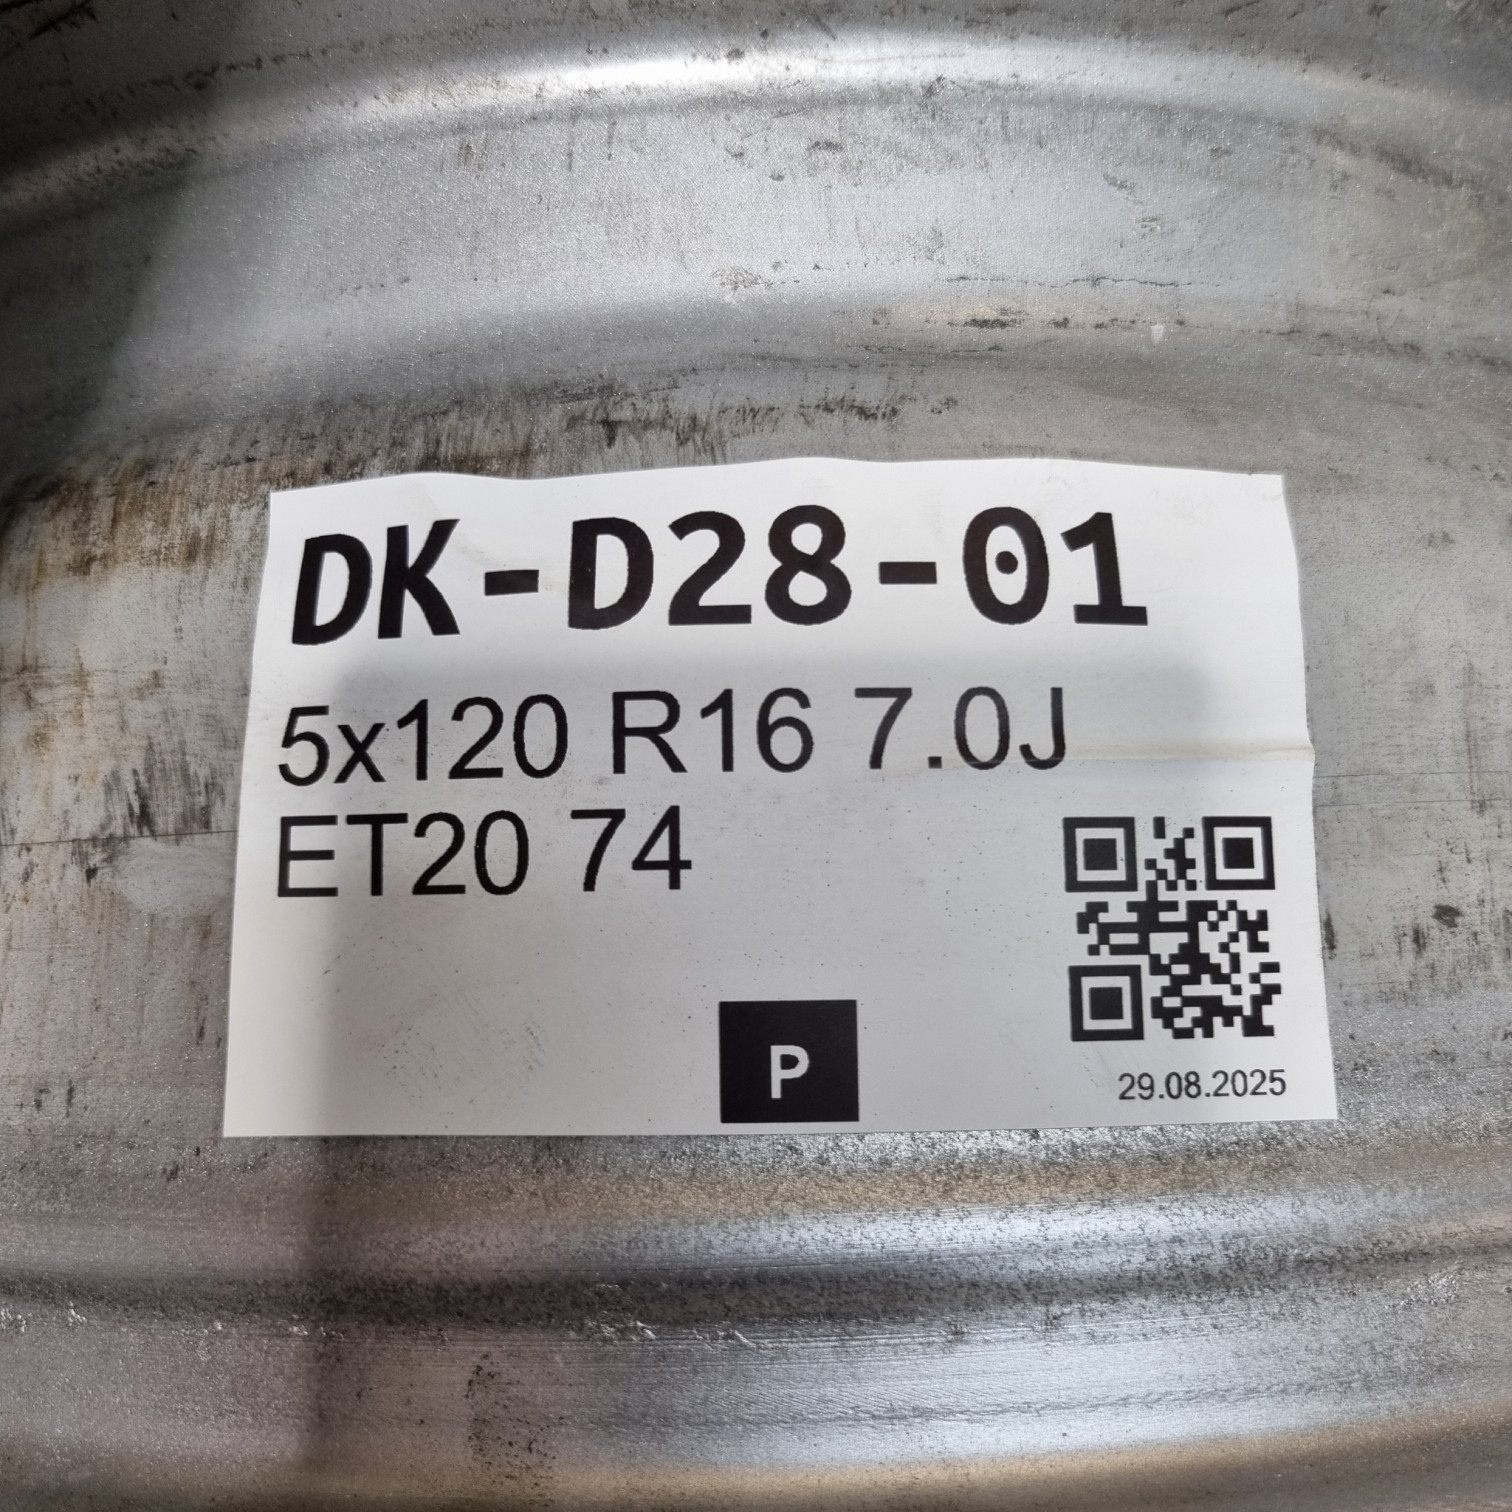 DK-D28-01
5x120 R16 7.0J
ET20 74
P
29.08.2025